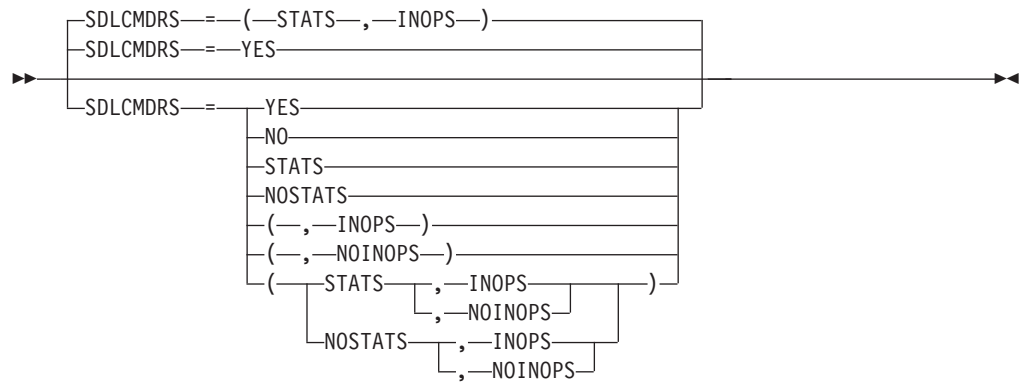 SDLCMDRS = ( STATS , INOPS )
SDLCMDRS = YES
SDLCMDRS = YES
NO
STATS
NOSTATS
( , INOPS )
( , NOINOPS )
( STATS , INOPS )
, NOINOPS
NOSTATS , INOPS
, NOINOPS